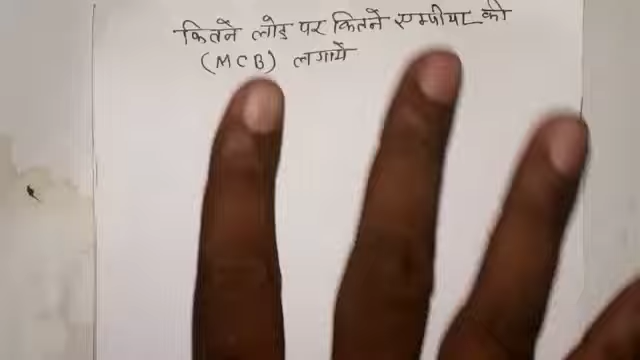 कितने लोड पर कितने एम्पीयर की
(MCB) लगायें